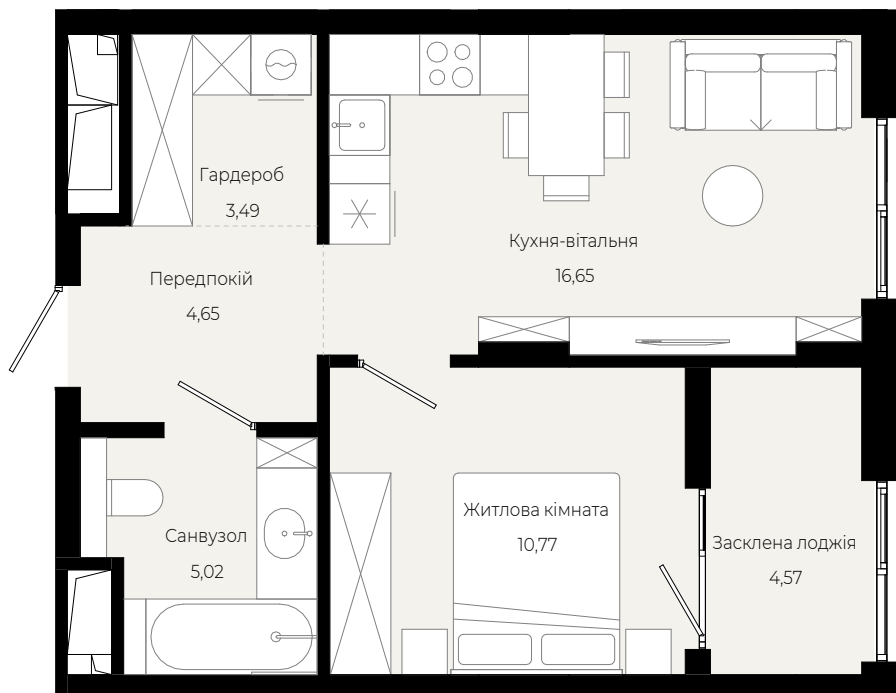 Гардероб
3,49
Кухня-вітальня
16,65
Передпокій
4,65
Житлова кімната
10,77
Санвузол
5,02
Засклена лоджія
4,57